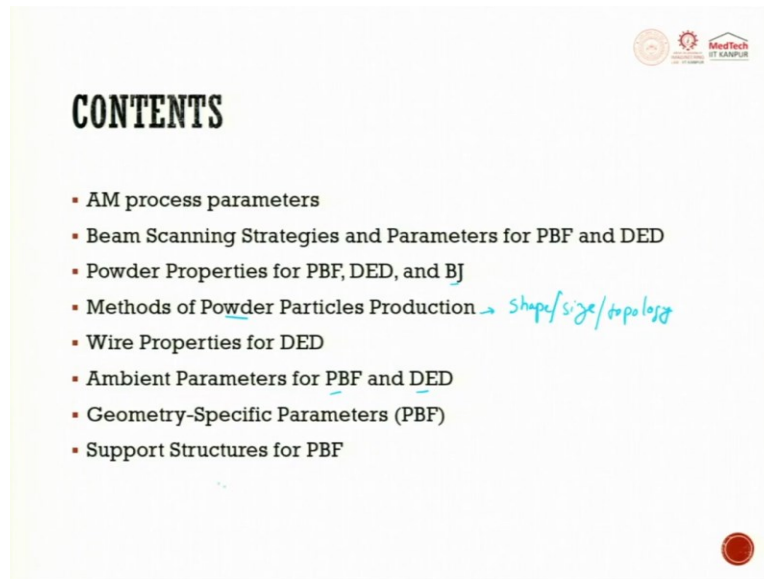 MedTech
IIT KANPUR
CONTENTS
▪ AM process parameters
▪ Beam Scanning Strategies and Parameters for PBF and DED
▪ Powder Properties for PBF, DED, and BJ
▪ Methods of Powder Particles Production → shape/size/topology
▪ Wire Properties for DED
▪ Ambient Parameters for PBF and DED
▪ Geometry-Specific Parameters (PBF)
▪ Support Structures for PBF